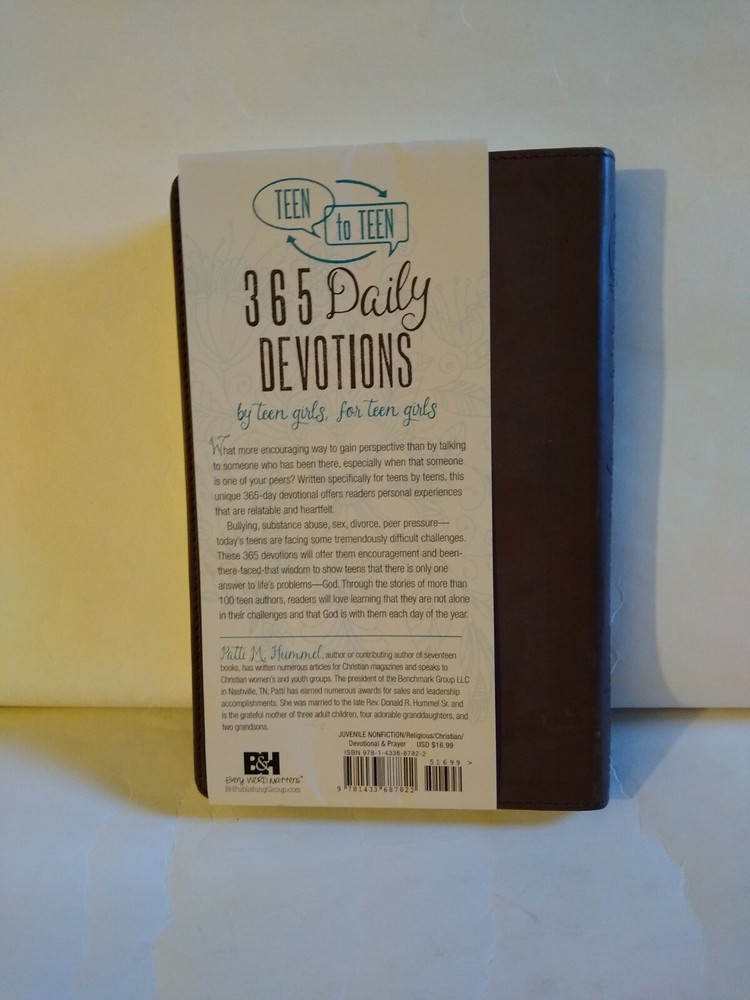 TEEN
to TEEN
365 Daily
DEVOTIONS
by teen girls, for teen girls
What more encouraging way to gain perspective than by talking
to someone who has been there, especially when that someone
is one of your peers? Written specifically for teens by teens, this
unique 365-day devotional offers readers personal experiences
that are relatable and heartfelt.
Bullying, substance abuse, sex, divorce, peer pressure—
today's teens are facing some tremendously difficult challenges.
These 365 devotions will offer them encouragement and been-
there-faced-that wisdom to show teens that there is only one
answer to life's problems—God. Through the stories of more than
100 teen authors, readers will love learning that they are not alone
in their challenges and that God is with them each day of the year.
Patti M. Hummel, author or contributing author of seventeen
books, has written numerous articles for Christian magazines and speaks to
Christian women's and youth groups. The president of the Benchmark Group LLC
in Nashville, TN, Patti has earned numerous awards for sales and leadership
accomplishments. She was married to the late Rev. Donald R. Hummel Sr. and
is the grateful mother of three adult children, four adorable granddaughters, and
two grandsons.
JUVENILE NONFICTION/Religious/Christian/
Devotional & Prayer USD $16.99
ISBN 978-1-4336-8782-2
51699 >
9 781433 687822
B&H
Every WORD Matters™
BHPublishingGroup.com